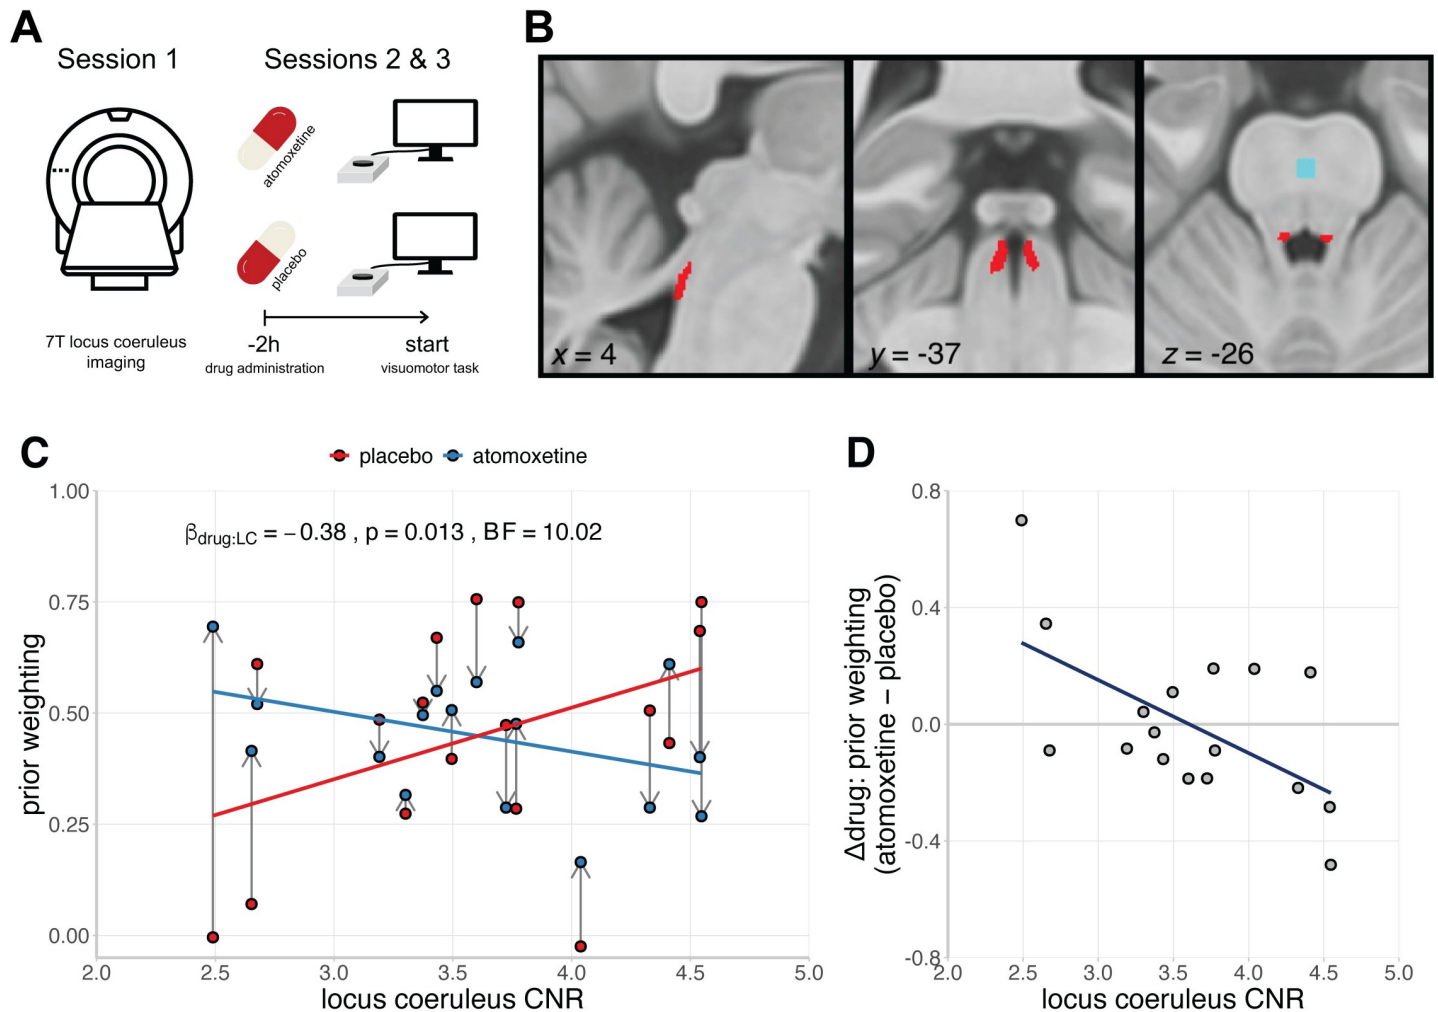 A
Session 1
Sessions 2 & 3
atomoxetine
placebo
7T locus coeruleus
imaging
-2h
drug administration
start
visuomotor task
B
x = 4
y = -37
z = -26
C
placebo
atomoxetine
βdrug:LC = − 0.38 , p = 0.013 , BF = 10.02
prior weighting
1.00
0.75
0.50
0.25
0.00
2.0 2.5 3.0 3.5 4.0 4.5 5.0
locus coeruleus CNR
D
Δdrug: prior weighting
(atomoxetine − placebo)
0.8
0.4
0.0
-0.4
-0.8
2.0 2.5 3.0 3.5 4.0 4.5 5.0
locus coeruleus CNR